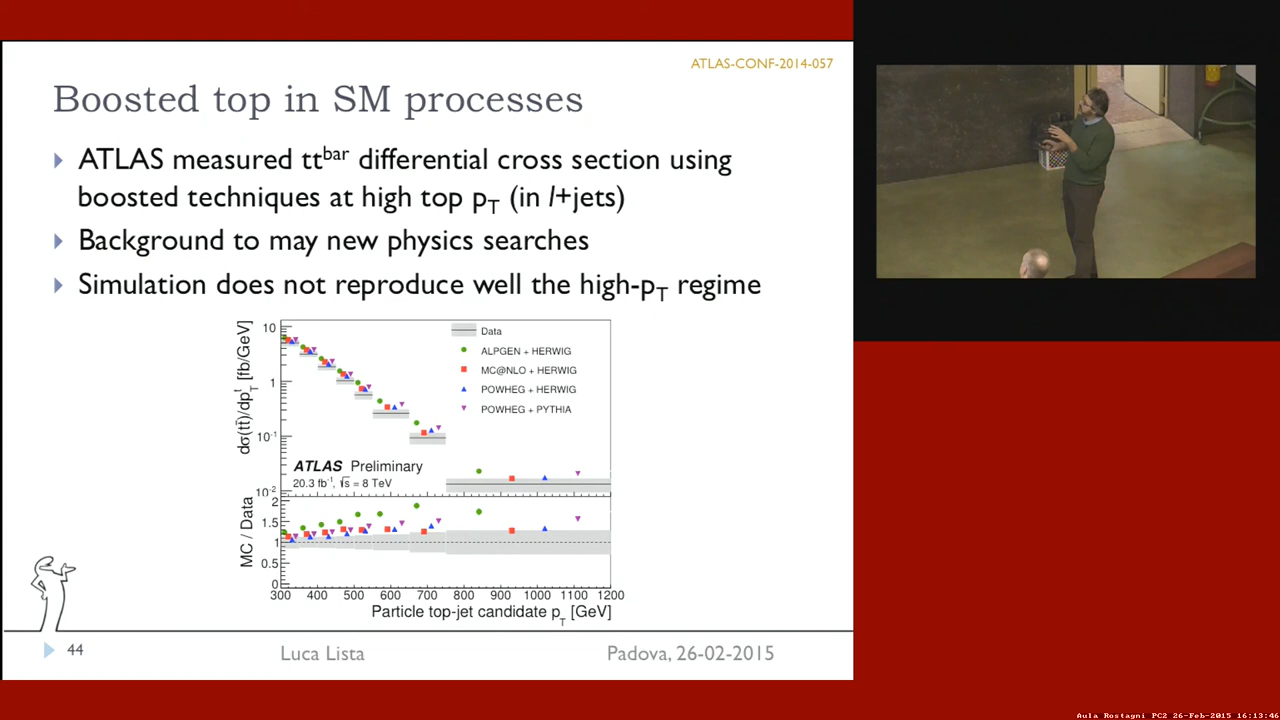 ATLAS-CONF-2014-057
Boosted top in SM processes
ATLAS measured tt^bar differential cross section using
boosted techniques at high top p_T (in l+jets)
Background to may new physics searches
Simulation does not reproduce well the high-p_T regime
dσ(tt̄)/dp_T^t [fb/GeV]
10
1
10^-1
10^-2
Data
ALPGEN + HERWIG
MC@NLO + HERWIG
POWHEG + HERWIG
POWHEG + PYTHIA
ATLAS Preliminary
20.3 fb^-1, √s = 8 TeV
MC / Data
2
1.5
1
0.5
0
300 400 500 600 700 800 900 1000 1100 1200
Particle top-jet candidate p_T [GeV]
44
Luca Lista
Padova, 26-02-2015
Aula Rostagni PC2 26-Feb-2015 16:13:46